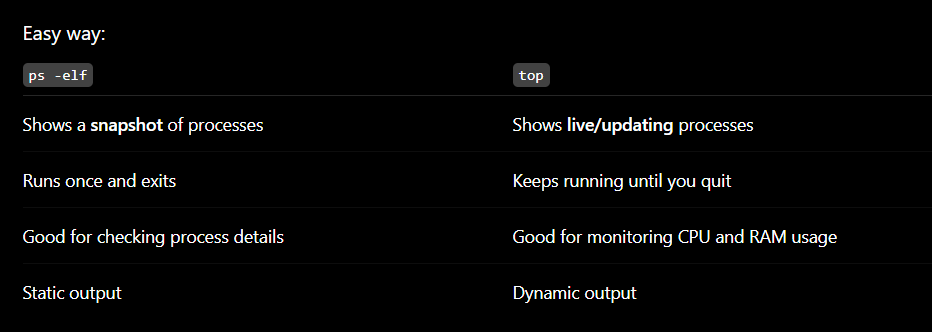 Easy way:
ps -elf top
Shows a snapshot of processes Shows live/updating processes
Runs once and exits Keeps running until you quit
Good for checking process details Good for monitoring CPU and RAM usage
Static output Dynamic output